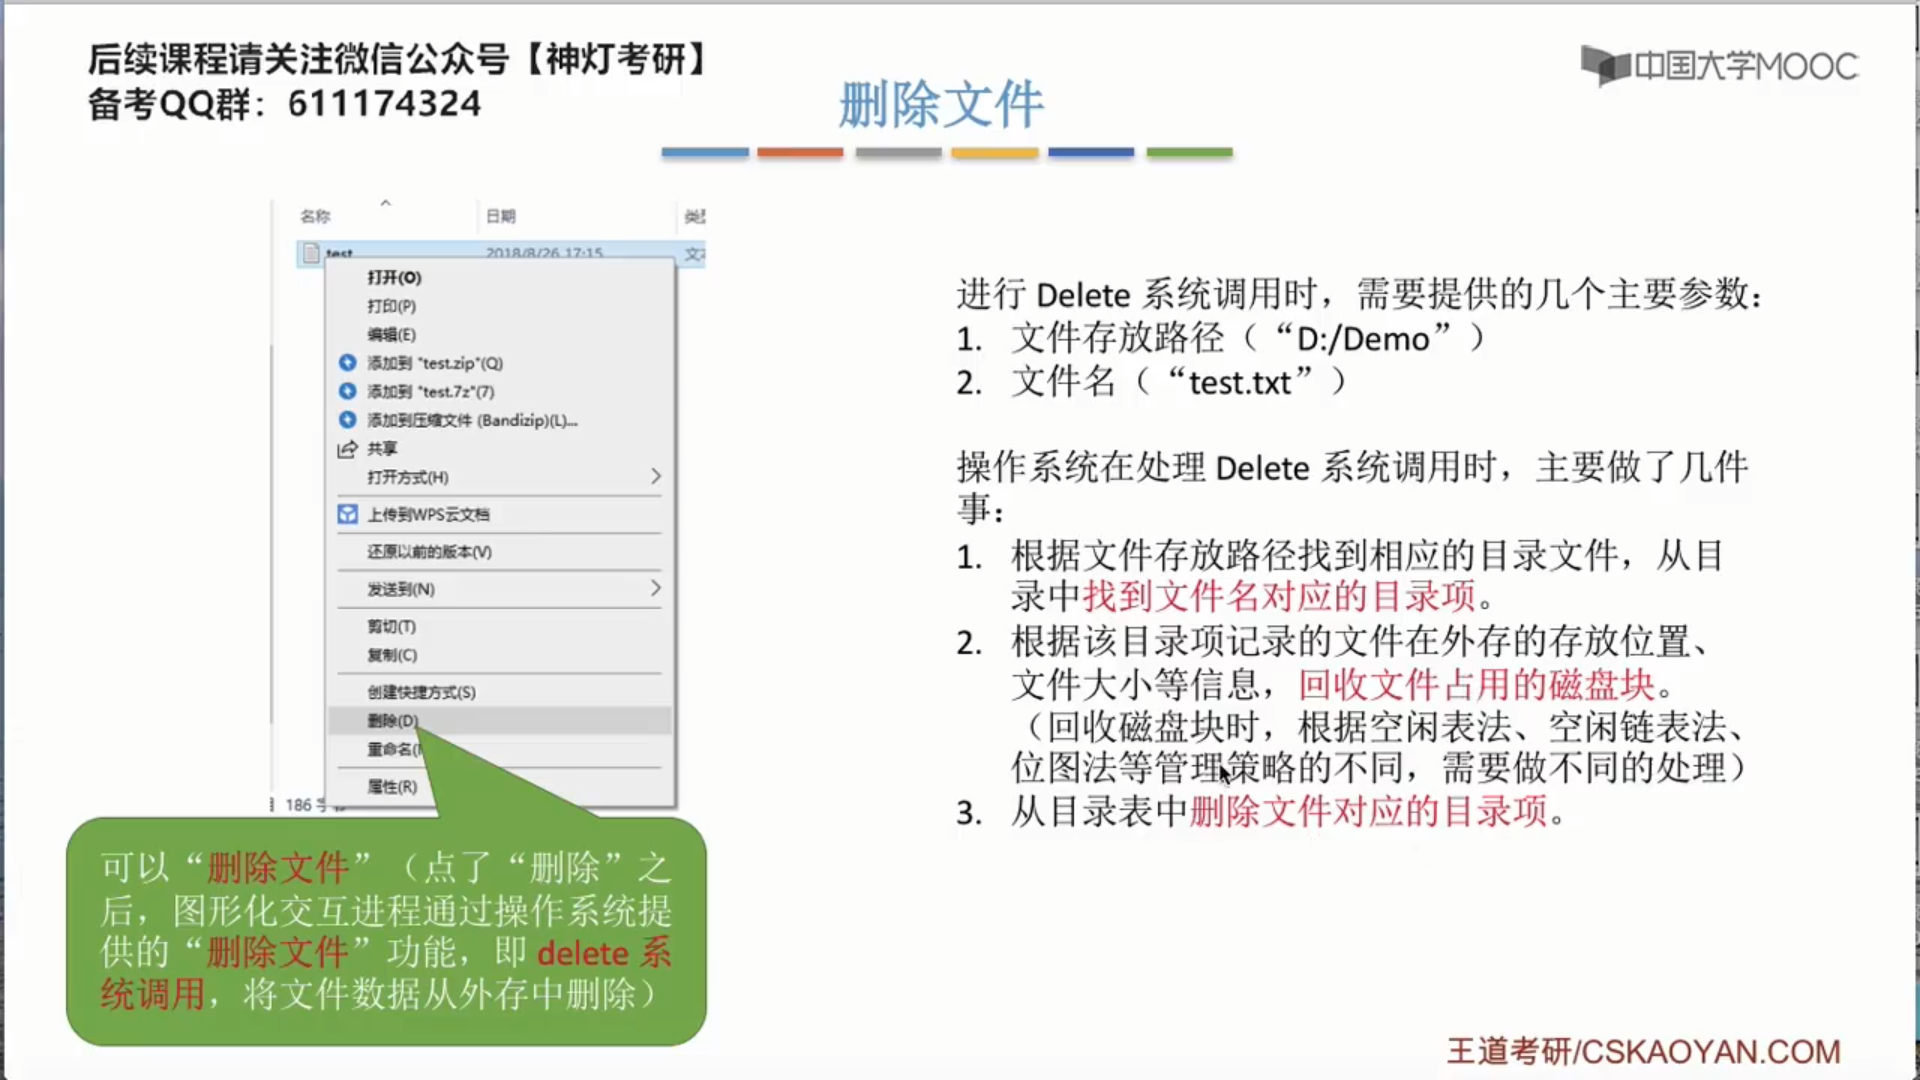 后续课程请关注微信公众号【神灯考研】
备考QQ群：611174324
中国大学MOOC
删除文件
名称
日期
test
2018/8/26 17:15
打开(O)
打印(P)
编辑(E)
添加到 "test.zip"(Q)
添加到 "test.7z"(7)
添加到压缩文件 (Bandizip)(L)...
共享
打开方式(H)
上传到WPS云文档
还原以前的版本(V)
发送到(N)
剪切(T)
复制(C)
创建快捷方式(S)
删除(D)
重命名(
属性(R)
186
可以“删除文件”（点了“删除”之
后，图形化交互进程通过操作系统提
供的“删除文件”功能，即 delete 系
统调用，将文件数据从外存中删除）
进行 Delete 系统调用时，需要提供的几个主要参数：
1. 文件存放路径（“D:/Demo”）
2. 文件名（“test.txt”）
操作系统在处理 Delete 系统调用时，主要做了几件
事：
1. 根据文件存放路径找到相应的目录文件，从目
录中找到文件名对应的目录项。
2. 根据该目录项记录的文件在外存的存放位置、
文件大小等信息，回收文件占用的磁盘块。
（回收磁盘块时，根据空闲表法、空闲链表法、
位图法等管理策略的不同，需要做不同的处理）
3. 从目录表中删除文件对应的目录项。
王道考研/CSKAOYAN.COM